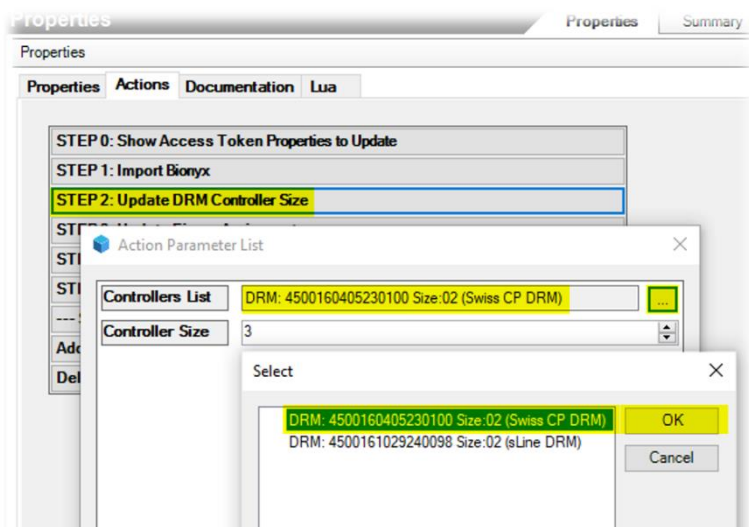 Properties
Properties Summary
Properties
Properties Actions Documentation Lua
STEP 0: Show Access Token Properties to Update
STEP 1: Import Bionyx
STEP 2: Update DRM Controller Size
Action Parameter List
Controllers List DRM: 4500160405230100 Size:02 (Swiss CP DRM) ...
Controller Size 3
Select
DRM: 4500160405230100 Size:02 (Swiss CP DRM) OK
DRM: 4500161029240098 Size:02 (sLine DRM)
Cancel